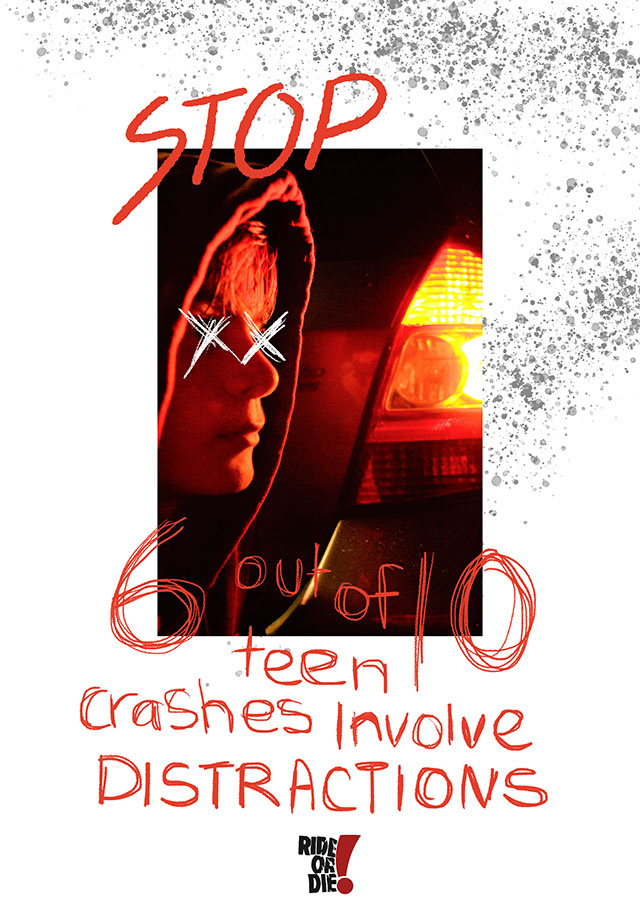 STOP
6 out of 10
teen
crashes Involve
DISTRACTIONS
RIDE
OR
DIE!